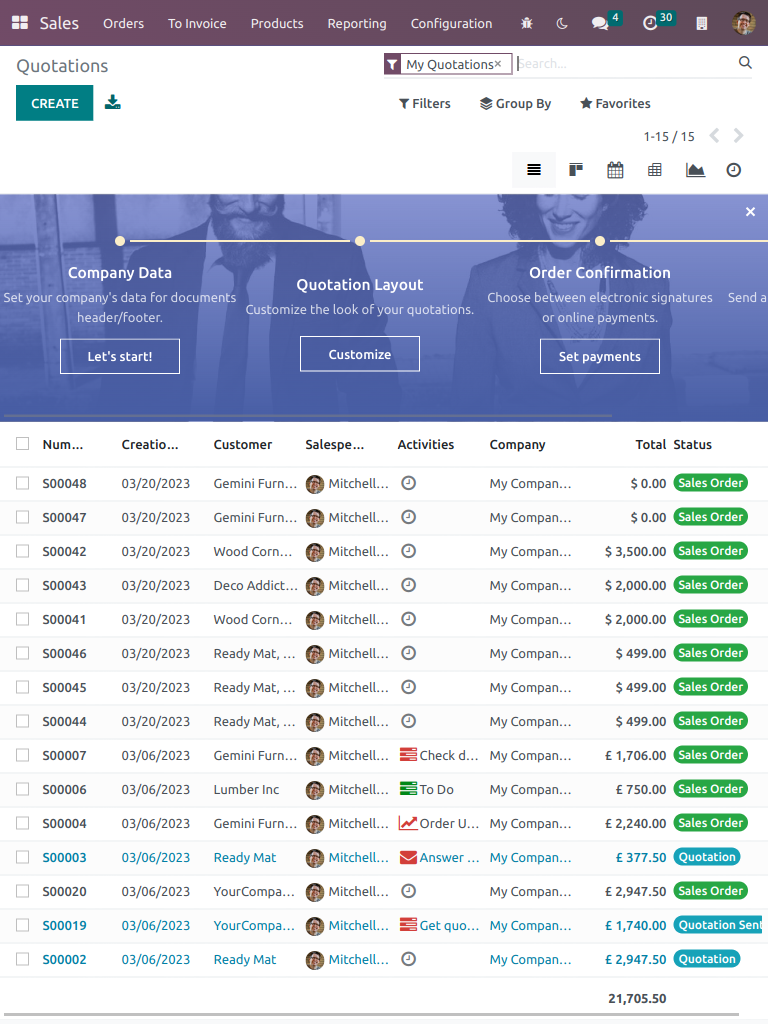 Sales Orders To Invoice Products Reporting Configuration 4 30
Quotations
My Quotations × Search...
CREATE
Filters Group By Favorites
1-15 / 15
Company Data
Set your company's data for documents
header/footer.
Let's start!
Quotation Layout
Customize the look of your quotations.
Customize
Order Confirmation
Choose between electronic signatures
or online payments.
Set payments
Send a
×
Num... Creatio... Customer Salespe... Activities Company Total Status
S00048 03/20/2023 Gemini Furn... Mitchell... My Compan... $ 0.00 Sales Order
S00047 03/20/2023 Gemini Furn... Mitchell... My Compan... $ 0.00 Sales Order
S00042 03/20/2023 Wood Corn... Mitchell... My Compan... $ 3,500.00 Sales Order
S00043 03/20/2023 Deco Addict... Mitchell... My Compan... $ 2,000.00 Sales Order
S00041 03/20/2023 Wood Corn... Mitchell... My Compan... $ 2,000.00 Sales Order
S00046 03/20/2023 Ready Mat, ... Mitchell... My Compan... $ 499.00 Sales Order
S00045 03/20/2023 Ready Mat, ... Mitchell... My Compan... $ 499.00 Sales Order
S00044 03/20/2023 Ready Mat, ... Mitchell... My Compan... $ 499.00 Sales Order
S00007 03/06/2023 Gemini Furn... Mitchell... Check d... My Compan... £ 1,706.00 Sales Order
S00006 03/06/2023 Lumber Inc Mitchell... To Do My Compan... £ 750.00 Sales Order
S00004 03/06/2023 Gemini Furn... Mitchell... Order U... My Compan... £ 2,240.00 Sales Order
S00003 03/06/2023 Ready Mat Mitchell... Answer ... My Compan... £ 377.50 Quotation
S00020 03/06/2023 YourCompa... Mitchell... My Compan... £ 2,947.50 Sales Order
S00019 03/06/2023 YourCompa... Mitchell... Get quo... My Compan... £ 1,740.00 Quotation Sent
S00002 03/06/2023 Ready Mat Mitchell... My Compan... £ 2,947.50 Quotation
21,705.50